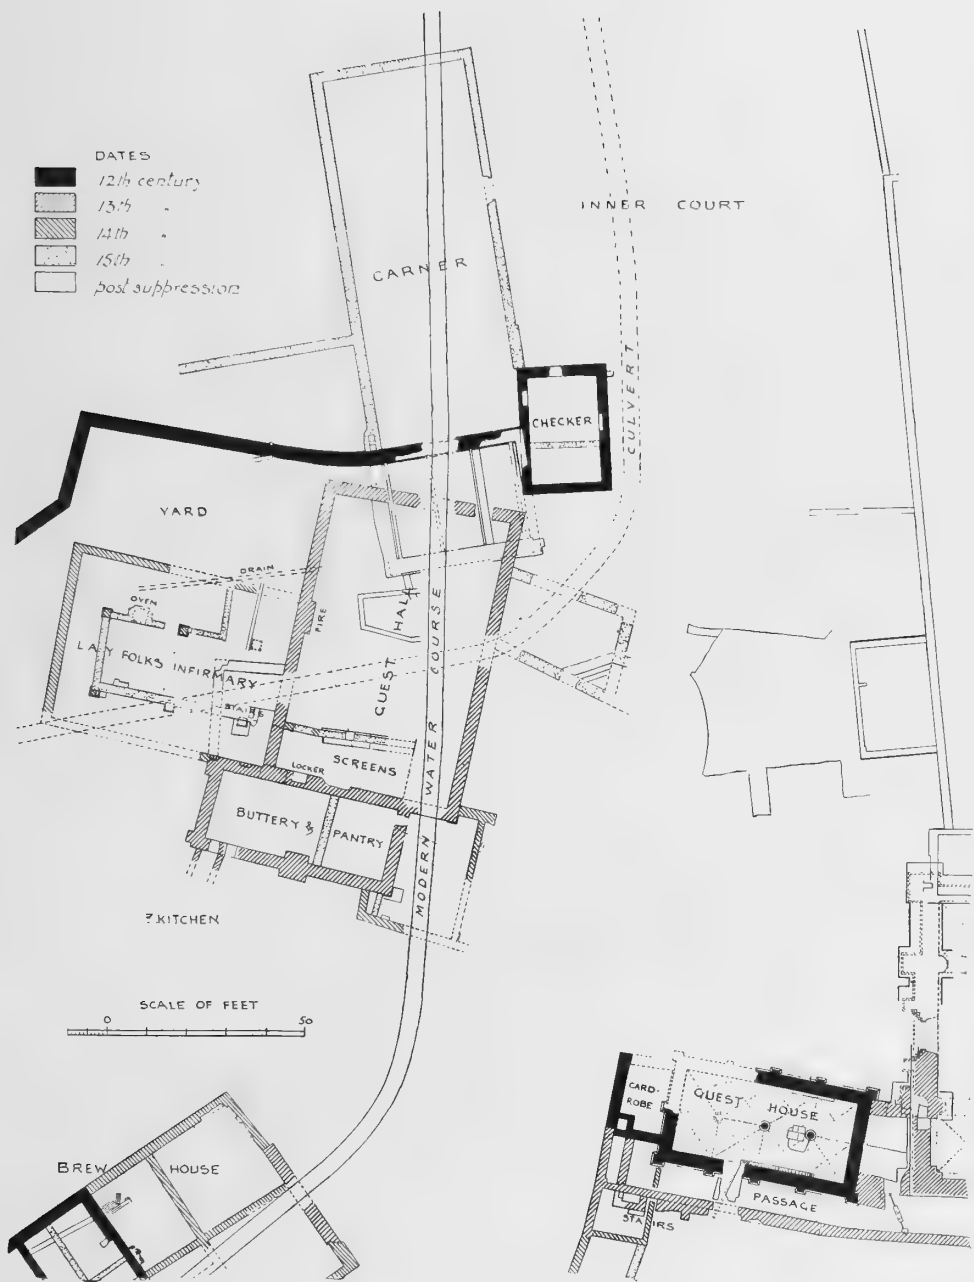 DATES
12th century
13th "
14th "
15th "
post suppression
INNER COURT
GARNER
CHECKER
CULVERT
YARD
DRAIN
OVEN
FIRE
HALL
GUEST
LAY FOLKS INFIRMARY
STAIRS
SCREENS
LOCKER
BUTTERY &
PANTRY
MODERN WATER COURSE
?KITCHEN
SCALE OF FEET
0 50
GARD-
ROBE
GUEST HOUSE
PASSAGE
STAIRS
BREW HOUSE